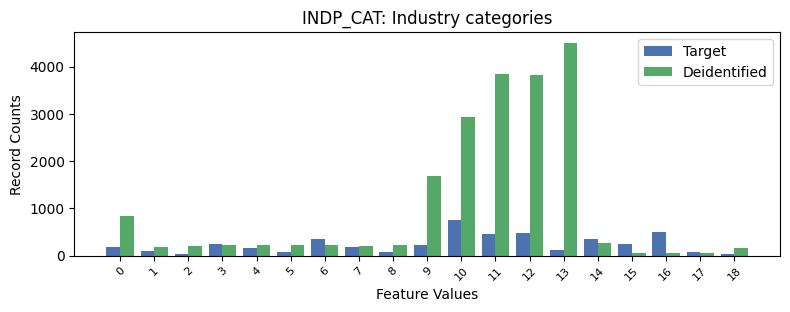 INDP_CAT: Industry categories
Target
Deidentified
Record Counts
4000
3000
2000
1000
0
0 1 2 3 4 5 6 7 8 9 10 11 12 13 14 15 16 17 18
Feature Values